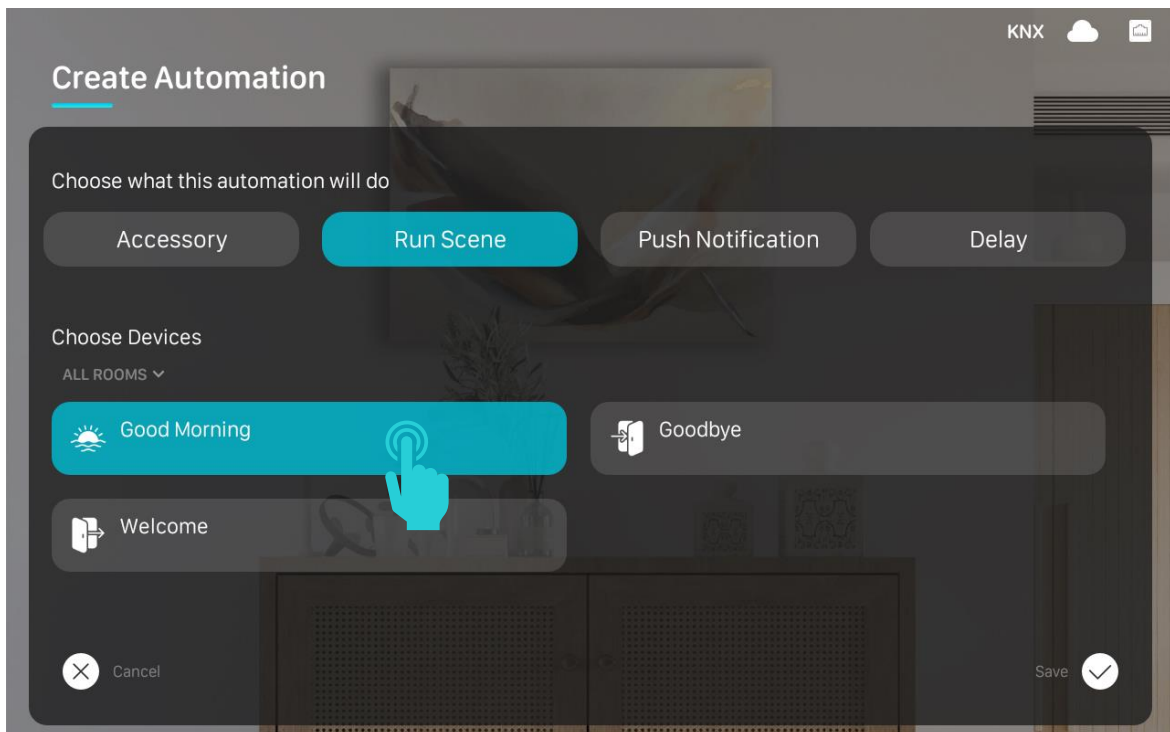 KNX
Create Automation
Choose what this automation will do
Accessory
Run Scene
Push Notification
Delay
Choose Devices
ALL ROOMS
Good Morning
Goodbye
Welcome
Cancel
Save